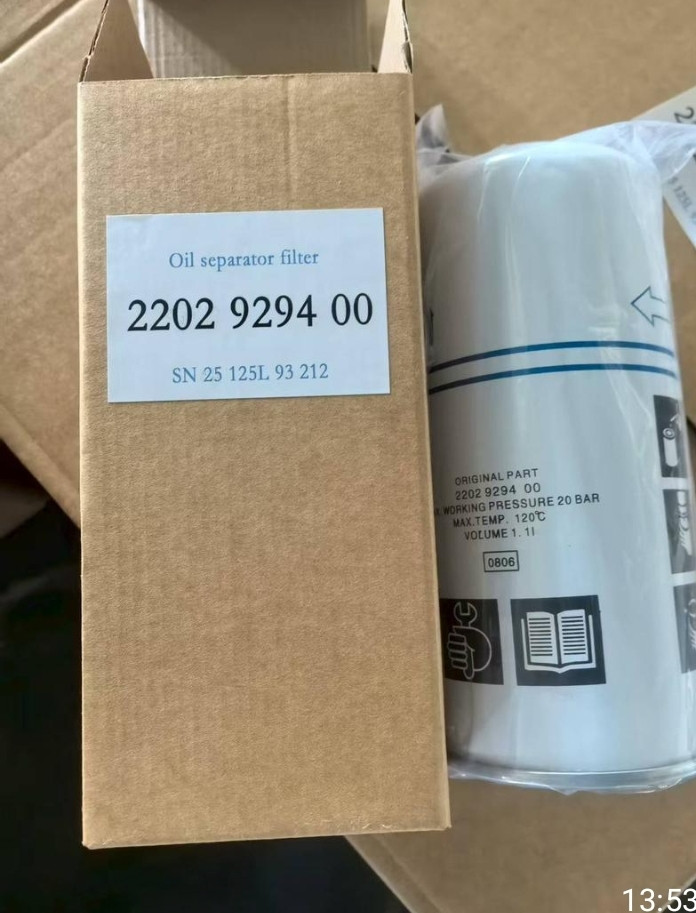 Oil separator filter
2202 9294 00
SN 25 125L 93 212
ORIGINAL PART
2202 9294 00
WORKING PRESSURE 20 BAR
MAX.TEMP. 120℃
VOLUME 1.1l
0806
13:53